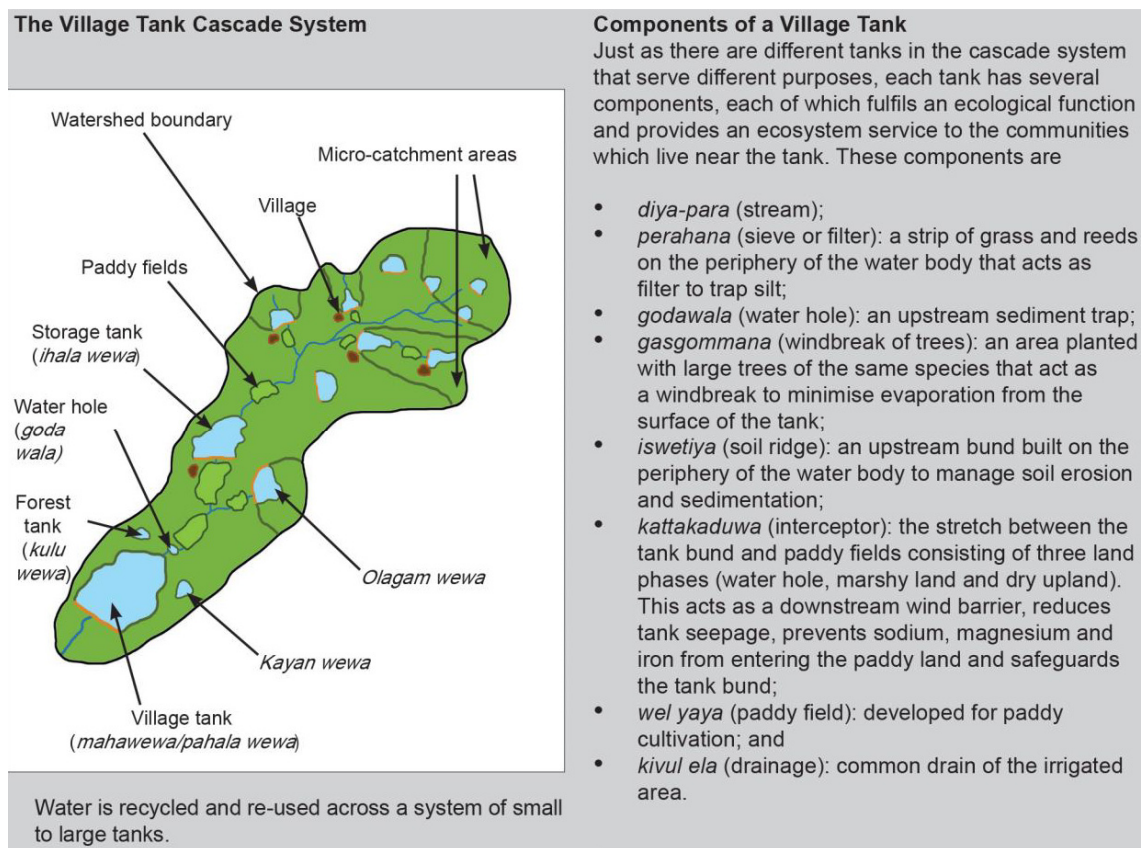 The Village Tank Cascade System
Watershed boundary
Micro-catchment areas
Village
Paddy fields
Storage tank
(ihala wewa)
Water hole
(goda
wala)
Forest
tank
(kulu
wewa)
Olagam wewa
Kayan wewa
Village tank
(mahawewa/pahala wewa)
Water is recycled and re-used across a system of small
to large tanks.
Components of a Village Tank
Just as there are different tanks in the cascade system
that serve different purposes, each tank has several
components, each of which fulfils an ecological function
and provides an ecosystem service to the communities
which live near the tank. These components are
• diya-para (stream);
• perahana (sieve or filter): a strip of grass and reeds
on the periphery of the water body that acts as
filter to trap silt;
• godawala (water hole): an upstream sediment trap;
• gasgommana (windbreak of trees): an area planted
with large trees of the same species that act as
a windbreak to minimise evaporation from the
surface of the tank;
• iswetiya (soil ridge): an upstream bund built on the
periphery of the water body to manage soil erosion
and sedimentation;
• kattakaduwa (interceptor): the stretch between the
tank bund and paddy fields consisting of three land
phases (water hole, marshy land and dry upland).
This acts as a downstream wind barrier, reduces
tank seepage, prevents sodium, magnesium and
iron from entering the paddy land and safeguards
the tank bund;
• wel yaya (paddy field): developed for paddy
cultivation; and
• kivul ela (drainage): common drain of the irrigated
area.